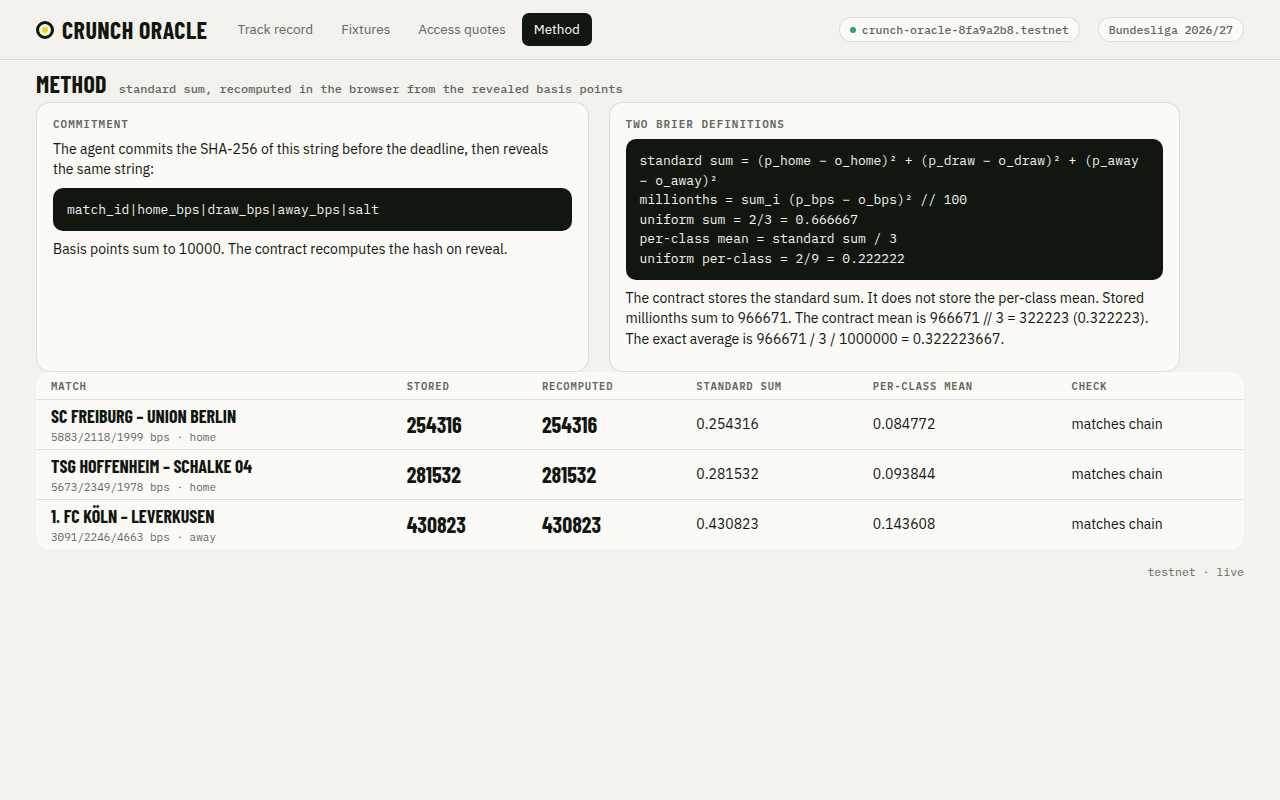 CRUNCH ORACLE
Track record
Fixtures
Access quotes
Method
crunch-oracle-8fa9a2b8.testnet
Bundesliga 2026/27
METHOD
standard sum, recomputed in the browser from the revealed basis points
COMMITMENT
The agent commits the SHA-256 of this string before the deadline, then reveals
the same string:
match_id|home_bps|draw_bps|away_bps|salt
Basis points sum to 10000. The contract recomputes the hash on reveal.
TWO BRIER DEFINITIONS
standard sum = (p_home − o_home)² + (p_draw − o_draw)² + (p_away
− o_away)²
millionths = sum_i (p_bps − o_bps)² // 100
uniform sum = 2/3 = 0.666667
per-class mean = standard sum / 3
uniform per-class = 2/9 = 0.222222
The contract stores the standard sum. It does not store the per-class mean. Stored
millionths sum to 966671. The contract mean is 966671 // 3 = 322223 (0.322223).
The exact average is 966671 / 3 / 1000000 = 0.322223667.
MATCH STORED RECOMPUTED STANDARD SUM PER-CLASS MEAN CHECK
SC FREIBURG – UNION BERLIN 254316 254316 0.254316 0.084772 matches chain
5883/2118/1999 bps · home
TSG HOFFENHEIM – SCHALKE 04 281532 281532 0.281532 0.093844 matches chain
5673/2349/1978 bps · home
1. FC KÖLN – LEVERKUSEN 430823 430823 0.430823 0.143608 matches chain
3091/2246/4663 bps · away
testnet · live